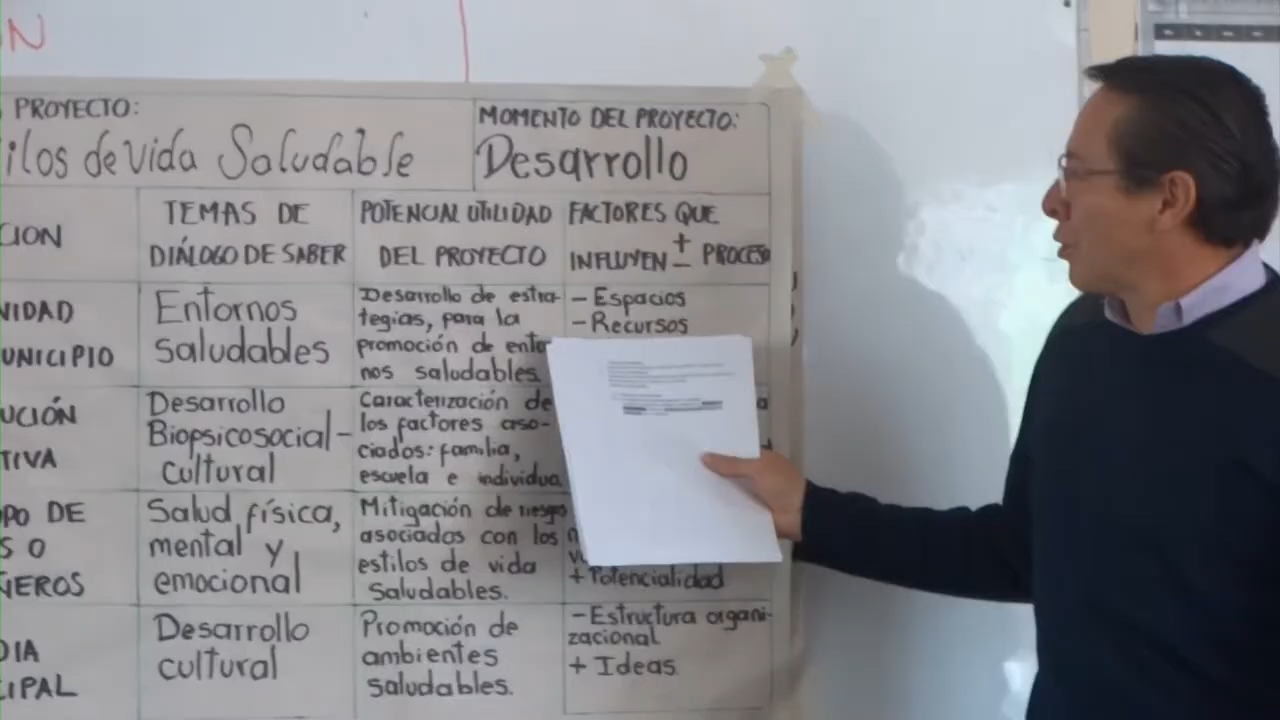 N
PROYECTO:
ilos de vida Saludable
MOMENTO DEL PROYECTO:
Desarrollo
CION
TEMAS DE
DIÁLOGO DE SABER
POTENCIAL UTILIDAD
DEL PROYECTO
FACTORES QUE
INFLUYEN + - PROCESO
NIDAD
UNICIPIO
Entornos
saludables
Desarrollo de estra-
tegias, para la
promoción de ento
nos saludables.
- Espacios
- Recursos
UCIÓN
TIVA
Desarrollo
Biopsicosocial-
cultural
Caracterización de
los factores aso-
ciados: familia,
escuela e individuo
a
PO DE
S O
ÑEROS
Salud física,
mental y
emocional
Mitigación de riesgos
asociados con los
estilos de vida
Saludables.
+ Potencialidad
DIA
CIPAL
Desarrollo
cultural
Promoción de
ambientes
saludables.
- Estructura organi-
zacional
+ Ideas